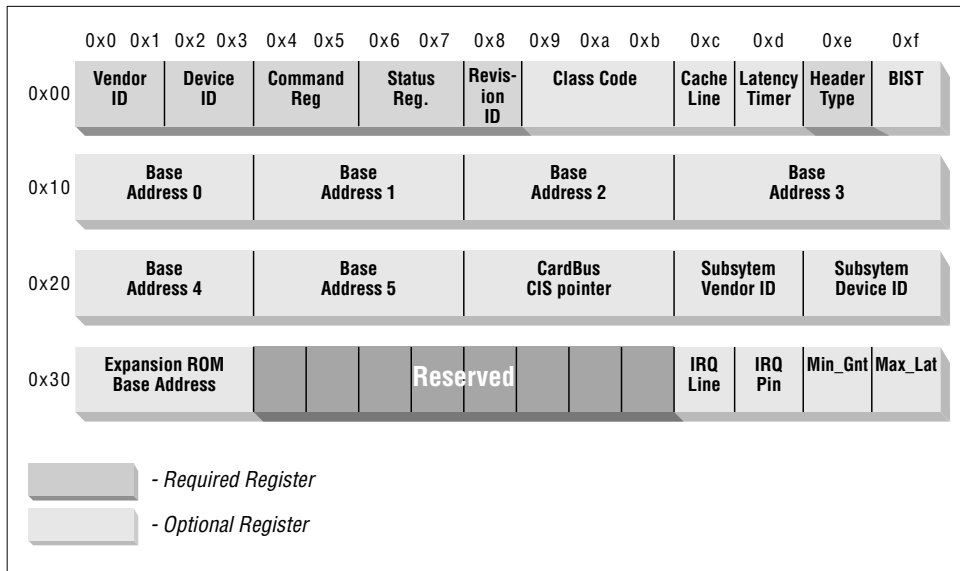 0x0 0x1 0x2 0x3 0x4 0x5 0x6 0x7 0x8 0x9 0xa 0xb 0xc 0xd 0xe 0xf
0x00
Vendor
ID
Device
ID
Command
Reg
Status
Reg.
Revis-
ion
ID
Class Code
Cache
Line
Latency
Timer
Header
Type
BIST
0x10
Base
Address 0
Base
Address 1
Base
Address 2
Base
Address 3
0x20
Base
Address 4
Base
Address 5
CardBus
CIS pointer
Subsytem
Vendor ID
Subsytem
Device ID
0x30
Expansion ROM
Base Address
Reserved
IRQ
Line
IRQ
Pin
Min_Gnt
Max_Lat
- Required Register
- Optional Register